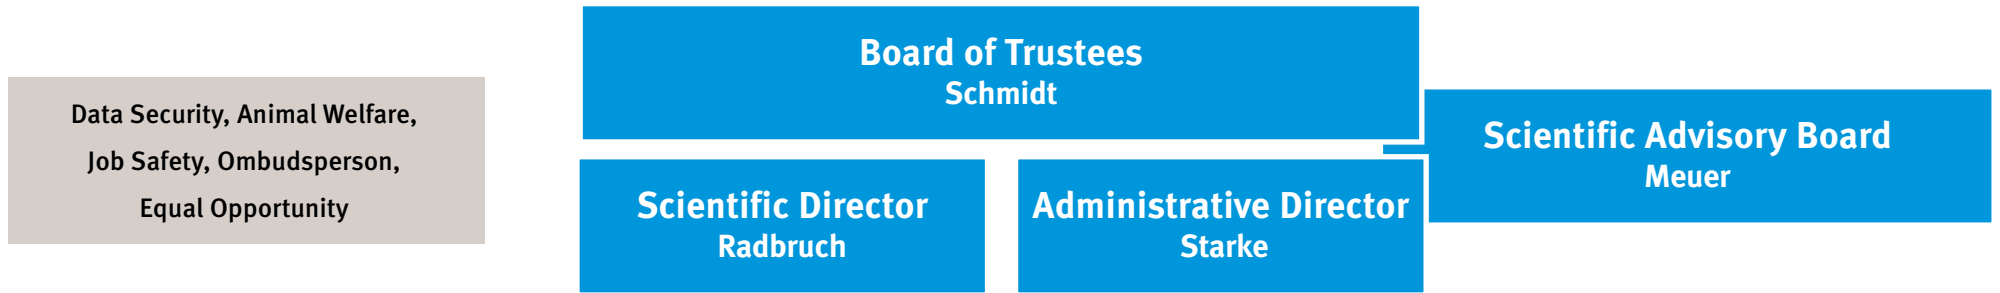 Data Security, Animal Welfare,
Job Safety, Ombudsperson,
Equal Opportunity
Board of Trustees
Schmidt
Scientific Advisory Board
Meuer
Scientific Director
Radbruch
Administrative Director
Starke